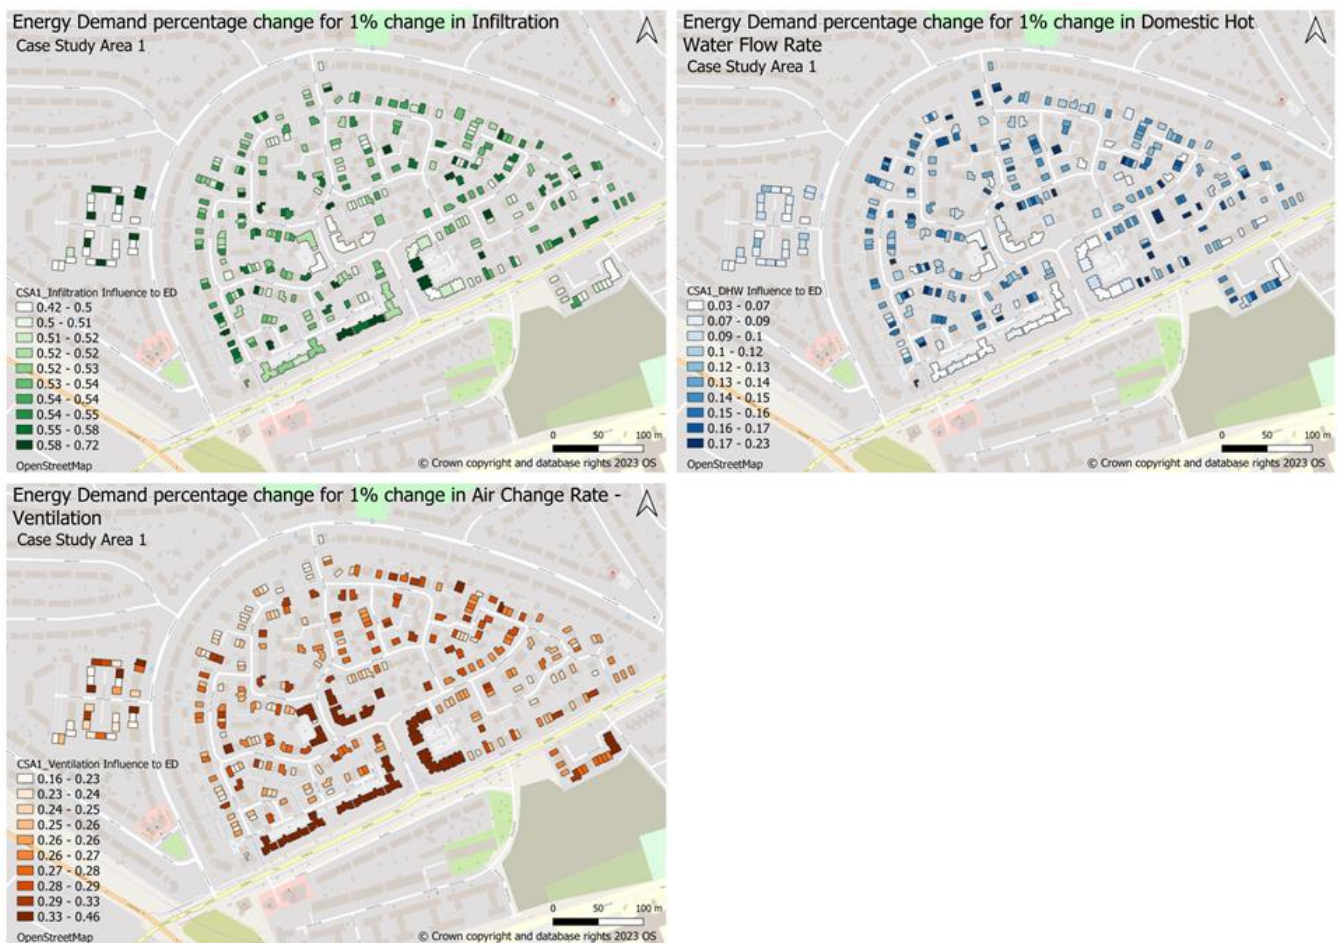 Energy Demand percentage change for 1% change in Infiltration
Case Study Area 1
CSA1_Infiltration Influence to ED
0.42 - 0.5
0.5 - 0.51
0.51 - 0.52
0.52 - 0.52
0.52 - 0.53
0.53 - 0.54
0.54 - 0.54
0.54 - 0.55
0.55 - 0.58
0.58 - 0.72
OpenStreetMap
0 50 100 m
© Crown copyright and database rights 2023 OS
Energy Demand percentage change for 1% change in Domestic Hot
Water Flow Rate
Case Study Area 1
CSA1_DHW Influence to ED
0.03 - 0.07
0.07 - 0.09
0.09 - 0.1
0.1 - 0.12
0.12 - 0.13
0.13 - 0.14
0.14 - 0.15
0.15 - 0.16
0.16 - 0.17
0.17 - 0.23
OpenStreetMap
0 50 100 m
© Crown copyright and database rights 2023 OS
Energy Demand percentage change for 1% change in Air Change Rate -
Ventilation
Case Study Area 1
CSA1_Ventilation Influence to ED
0.16 - 0.23
0.23 - 0.24
0.24 - 0.25
0.25 - 0.26
0.26 - 0.26
0.26 - 0.27
0.27 - 0.28
0.28 - 0.29
0.29 - 0.33
0.33 - 0.46
OpenStreetMap
0 50 100 m
© Crown copyright and database rights 2023 OS